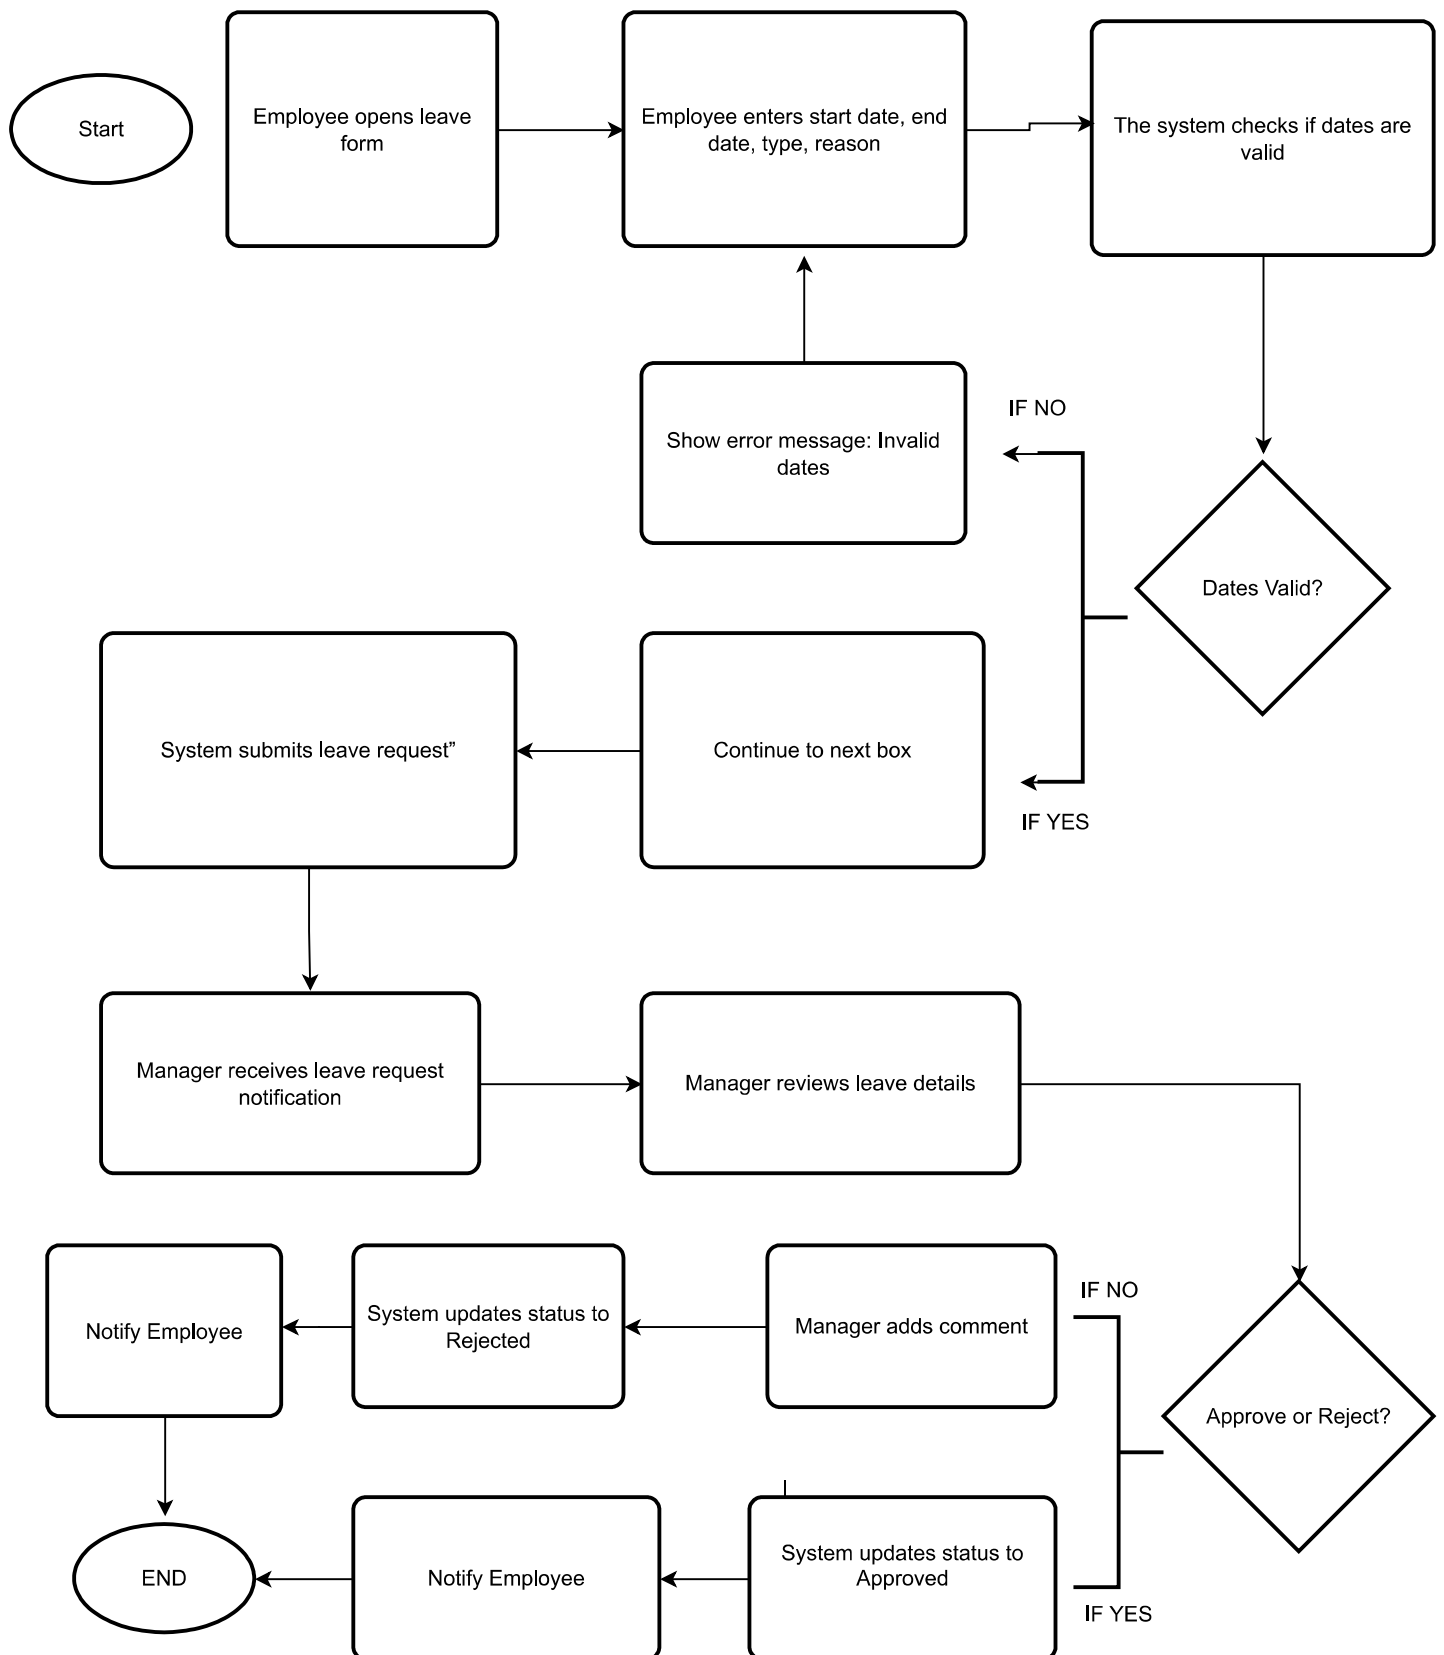 Start
Employee opens leave
form
Employee enters start date, end
date, type, reason
The system checks if dates are
valid
Show error message: Invalid
dates
IF NO
Dates Valid?
System submits leave request”
Continue to next box
IF YES
Manager receives leave request
notification
Manager reviews leave details
Notify Employee
System updates status to
Rejected
Manager adds comment
IF NO
Approve or Reject?
END
Notify Employee
System updates status to
Approved
IF YES